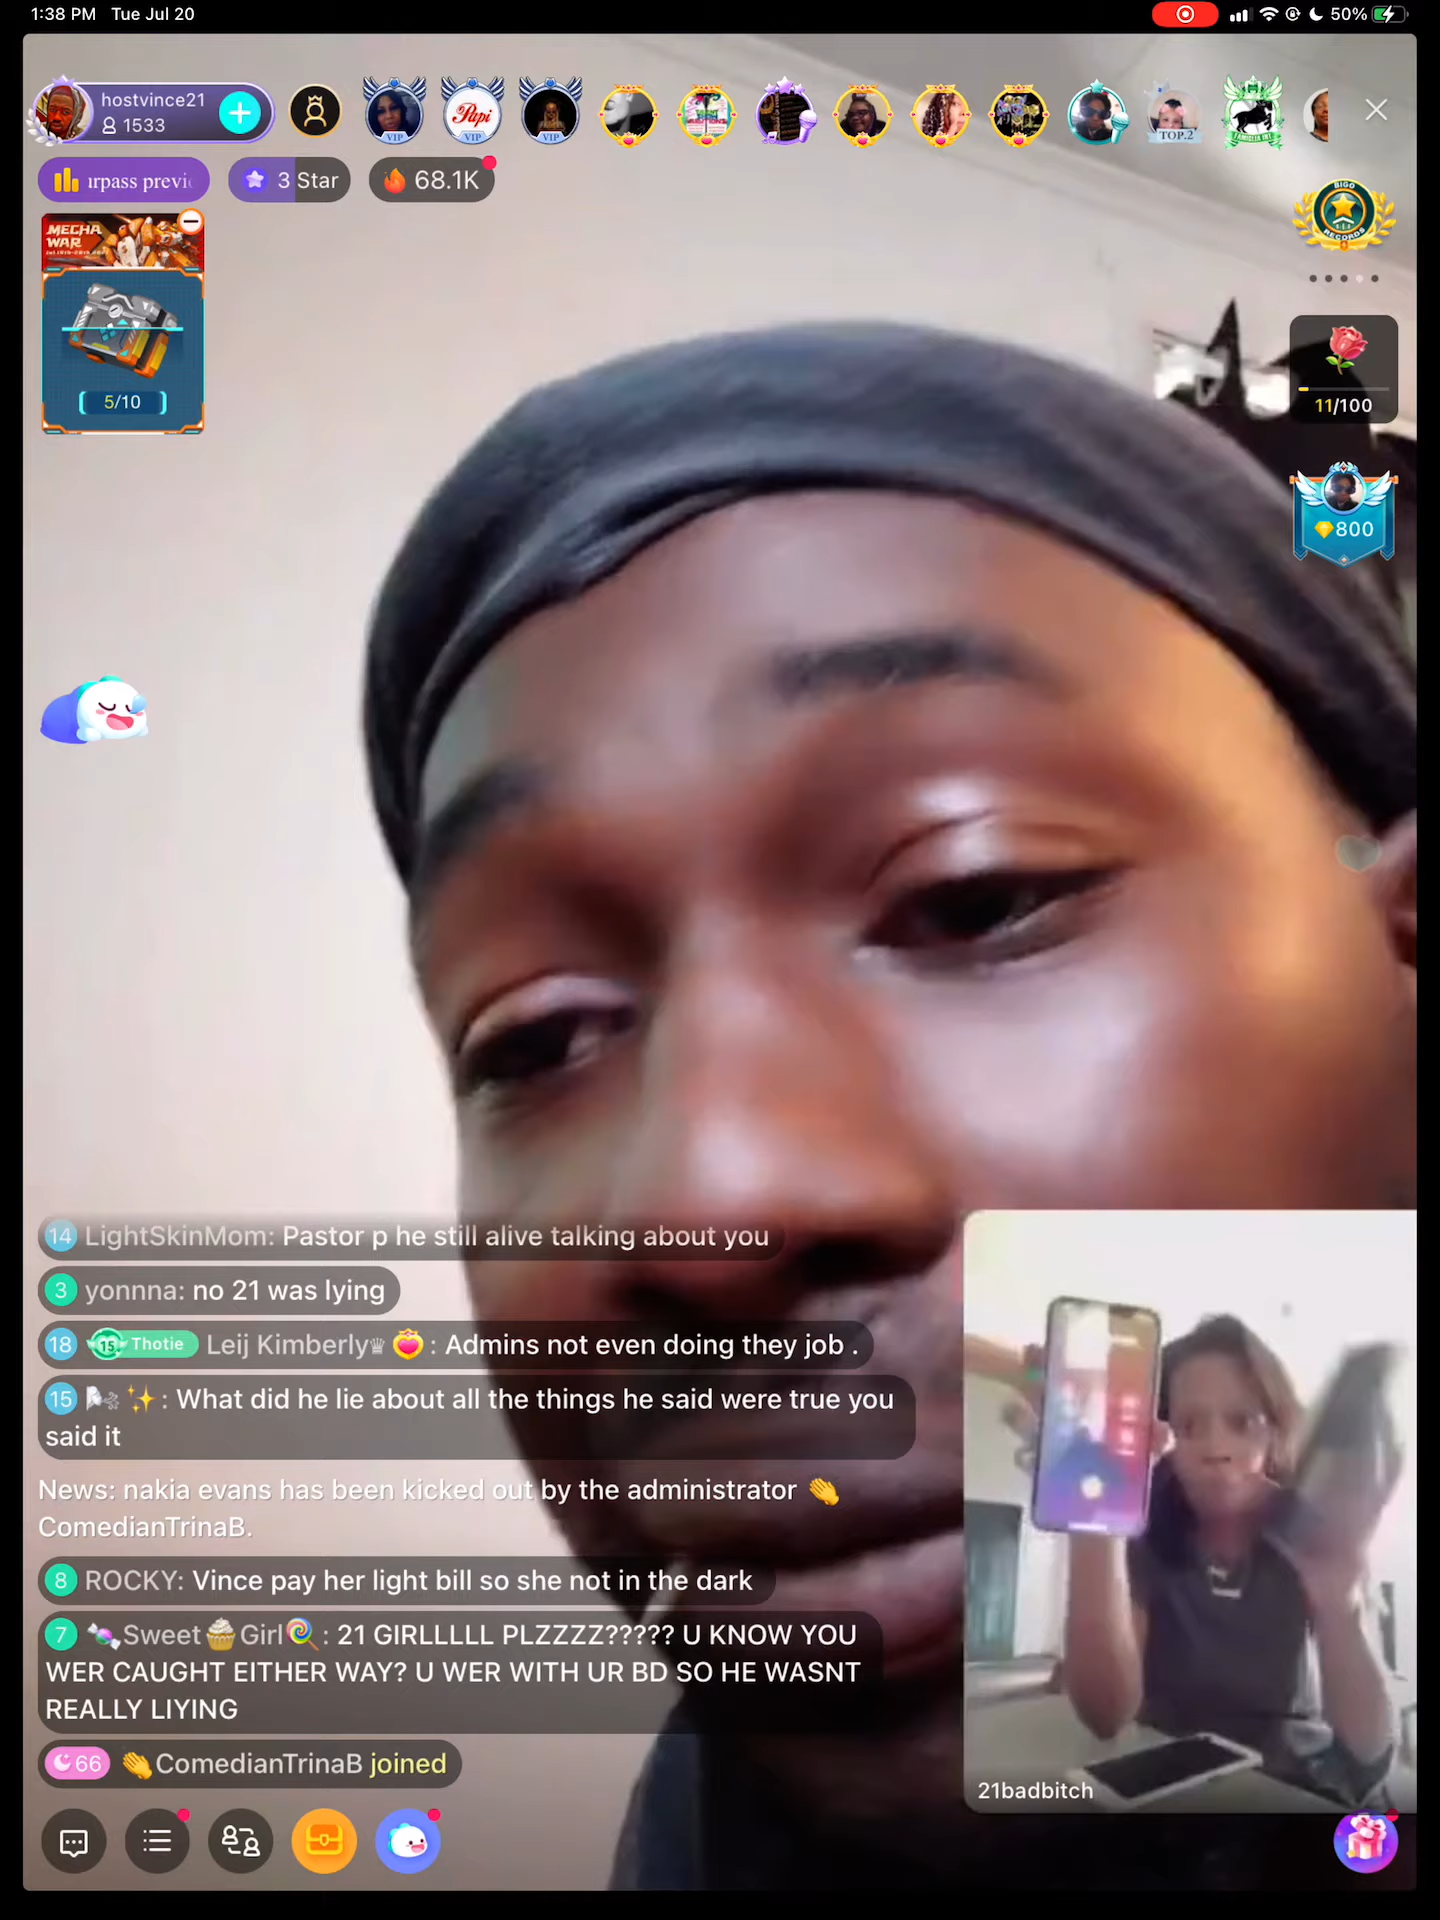 1:38 PM Tue Jul 20
50%
hostvince21
1533
VIP
Papi
VIP
VIP
TOP.2
3 Star
68.1K
MECHA
WAR
5/10
BIGO
RECORDS
11/100
800
14 LightSkinMom: Pastor p he still alive talking about you
3 yonnna: no 21 was lying
18 15 Thotie Leij Kimberly♕ : Admins not even doing they job .
15 : What did he lie about all the things he said were true you
said it
News: nakia evans has been kicked out by the administrator 👏
ComedianTrinaB.
8 ROCKY: Vince pay her light bill so she not in the dark
7 🍬Sweet🧁Girl🍭: 21 GIRLLLLL PLZZZZ????? U KNOW YOU
WER CAUGHT EITHER WAY? U WER WITH UR BD SO HE WASNT
REALLY LIYING
66 👏ComedianTrinaB joined
21badbitch